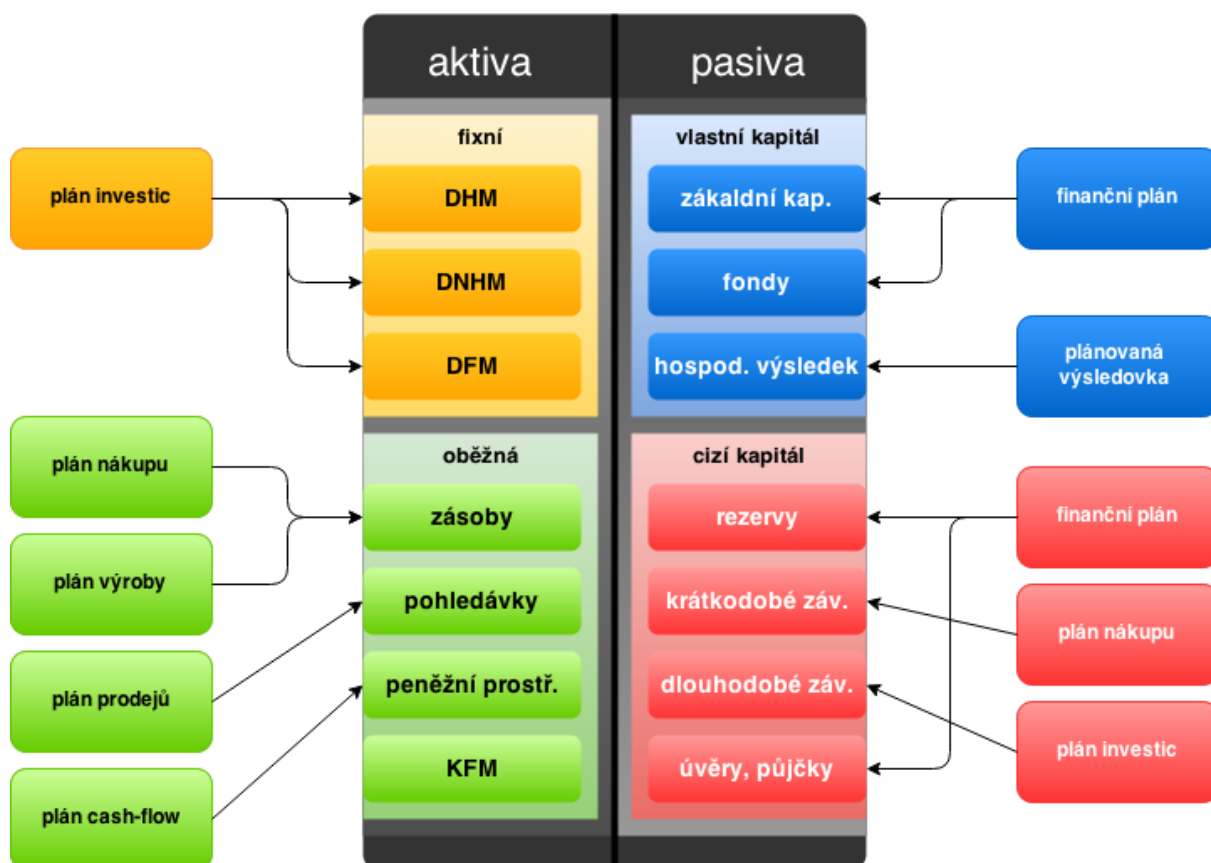 aktiva
pasiva
fixní
vlastní kapitál
plán investic
DHM
zákaldní kap.
finanční plán
DNHM
fondy
DFM
hospod. výsledek
plánovaná
výsledovka
oběžná
cizí kapitál
plán nákupu
zásoby
rezervy
finanční plán
plán výroby
pohledávky
krátkodobé záv.
plán nákupu
plán prodejů
peněžní prostř.
dlouhodobé záv.
plán investic
KFM
úvěry, půjčky
plán cash-flow